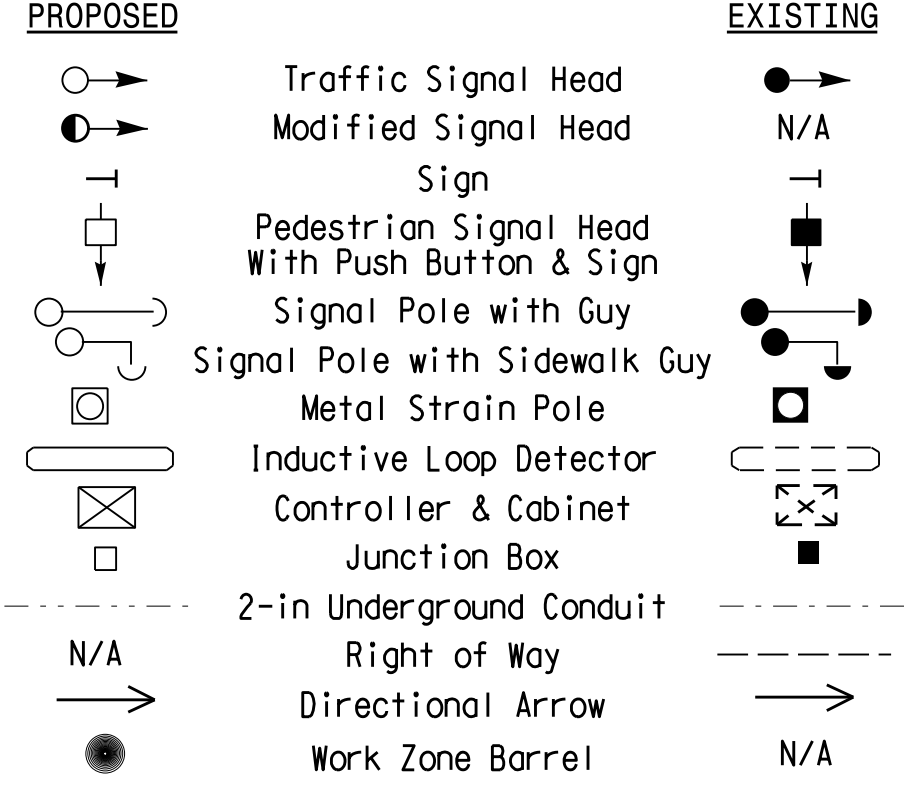 PROPOSED EXISTING
Traffic Signal Head
Modified Signal Head N/A
Sign
Pedestrian Signal Head
With Push Button & Sign
Signal Pole with Guy
Signal Pole with Sidewalk Guy
Metal Strain Pole
Inductive Loop Detector
Controller & Cabinet
Junction Box
2-in Underground Conduit
N/A Right of Way
Directional Arrow
Work Zone Barrel N/A